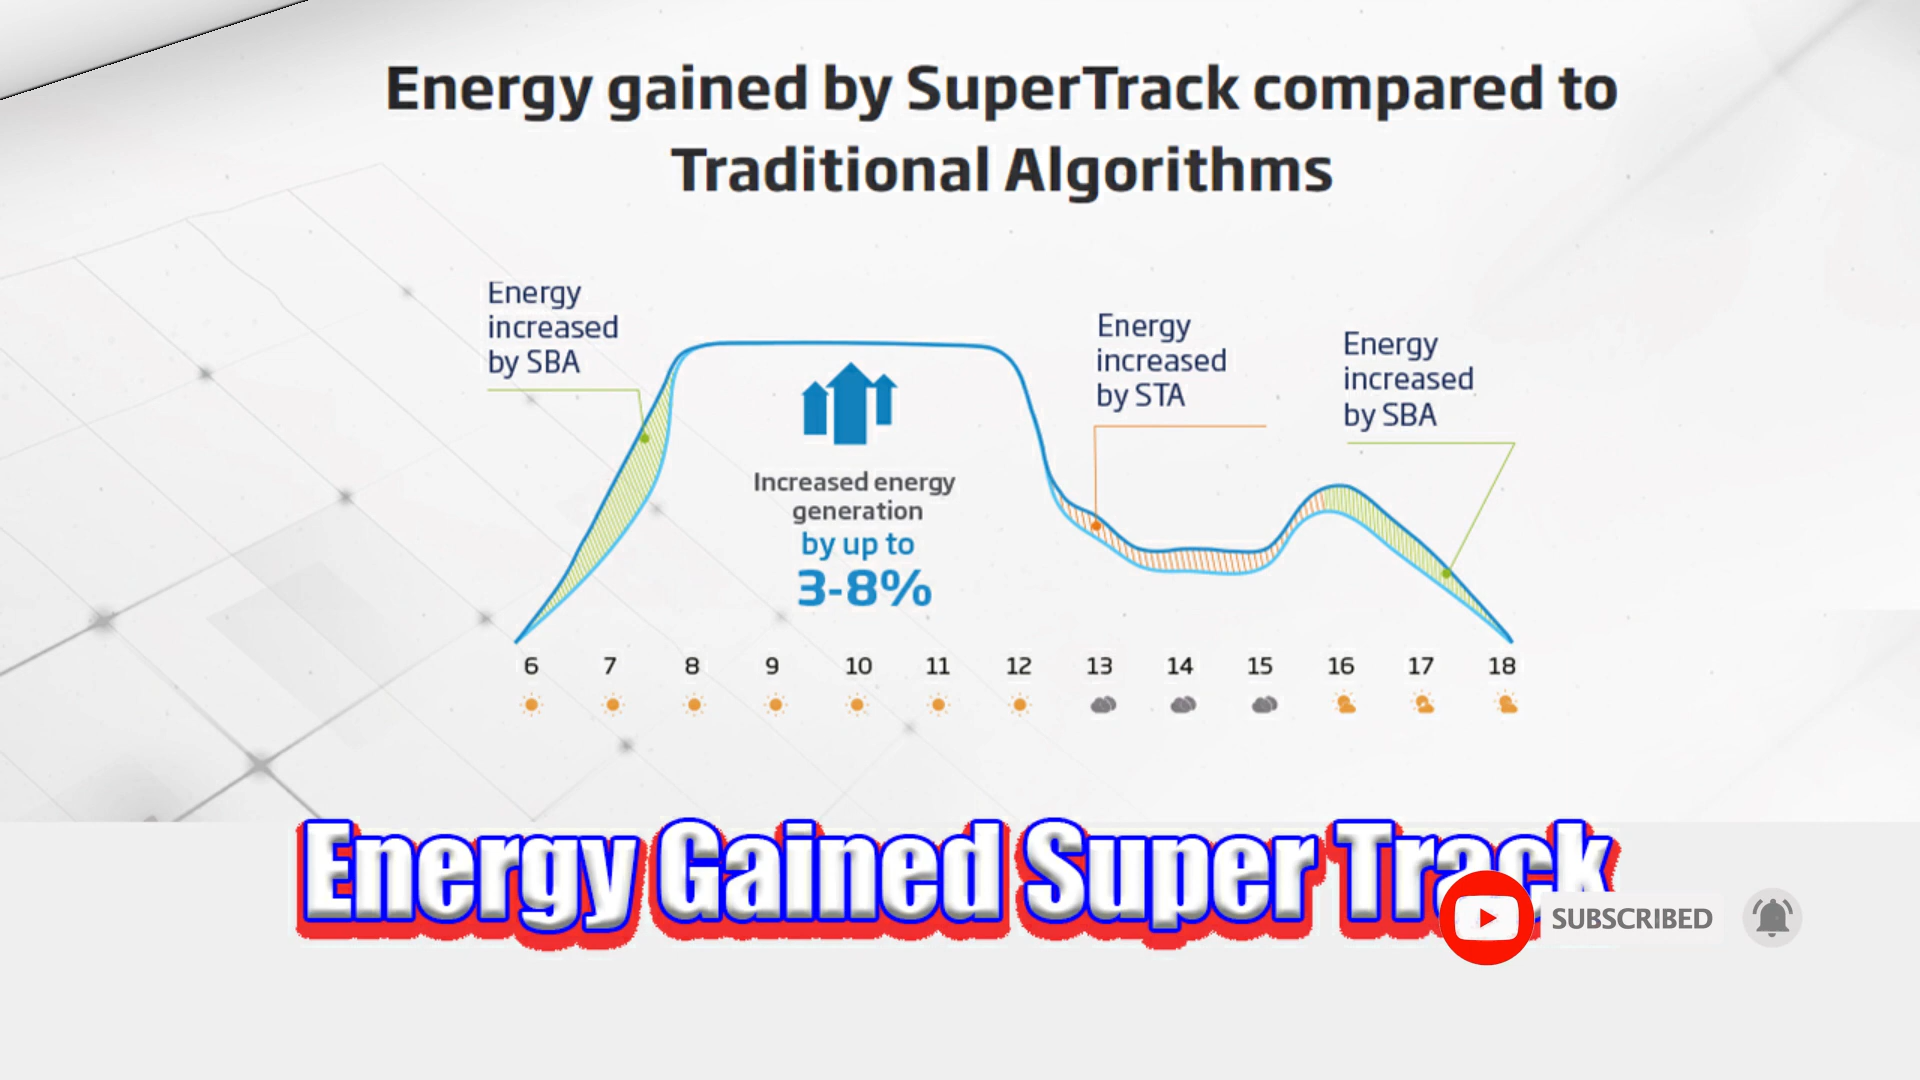 Energy gained by SuperTrack compared to
Traditional Algorithms
Energy
increased
by SBA
Energy
increased
by STA
Energy
increased
by SBA
Increased energy
generation
by up to
3-8%
6 7 8 9 10 11 12 13 14 15 16 17 18
Energy Gained Super Track
SUBSCRIBED